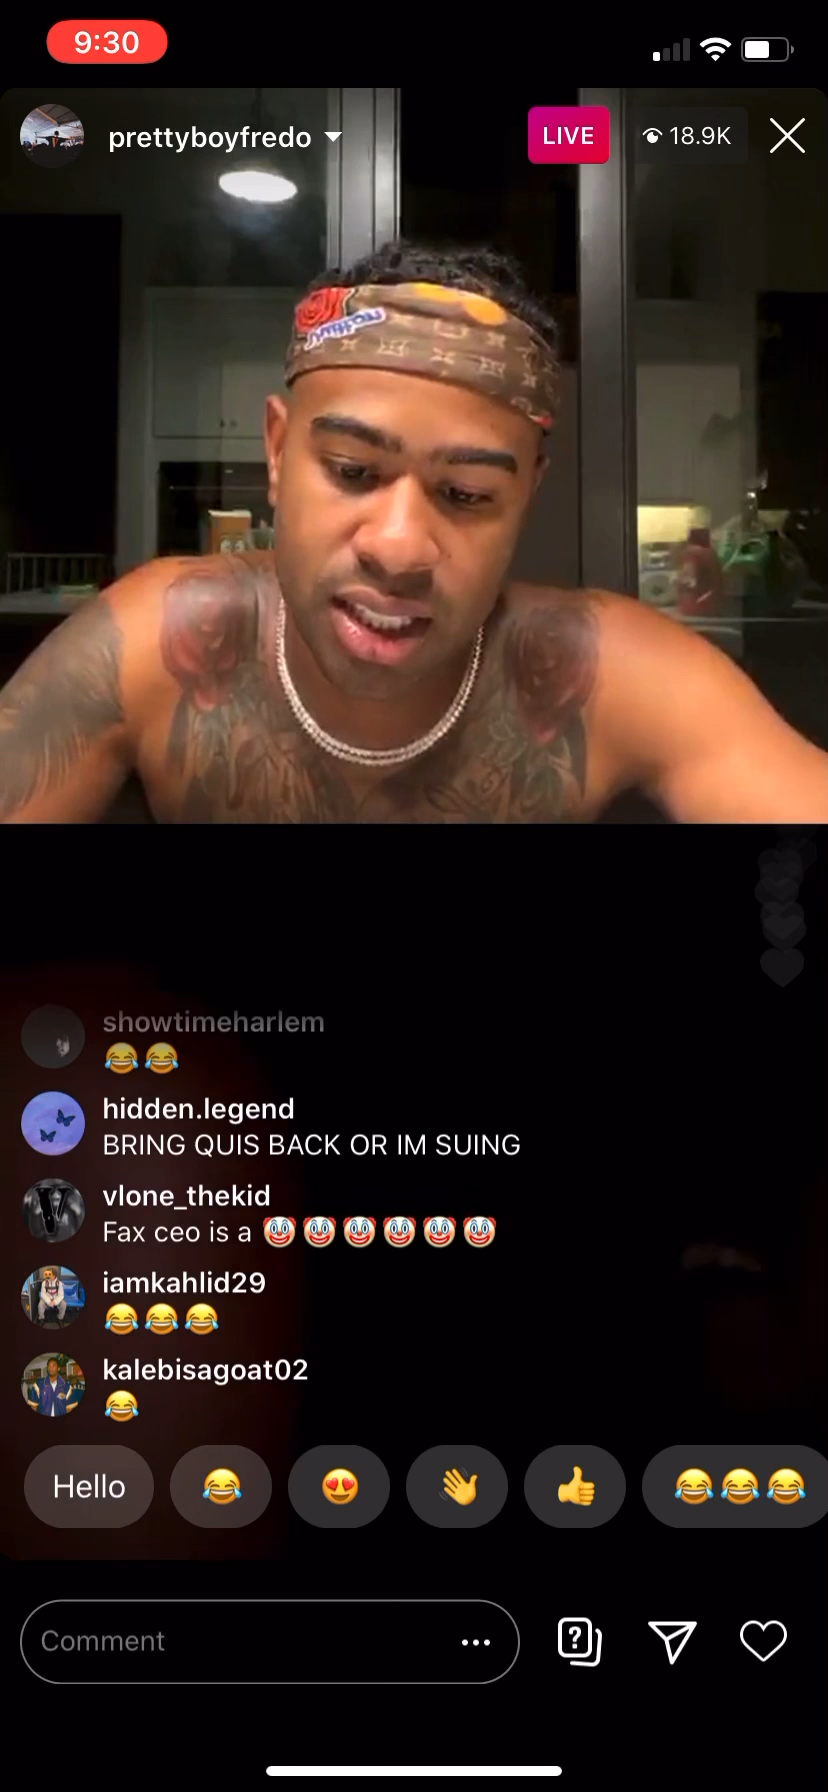 9:30
prettyboyfredo
LIVE
18.9K
showtimeharlem
😂😂
hidden.legend
BRING QUIS BACK OR IM SUING
vlone_thekid
Fax ceo is a 🤡🤡🤡🤡🤡🤡
iamkahlid29
😂😂😂
kalebisagoat02
😂
Hello 😂 😍 👋 👍 😂😂😂
Comment